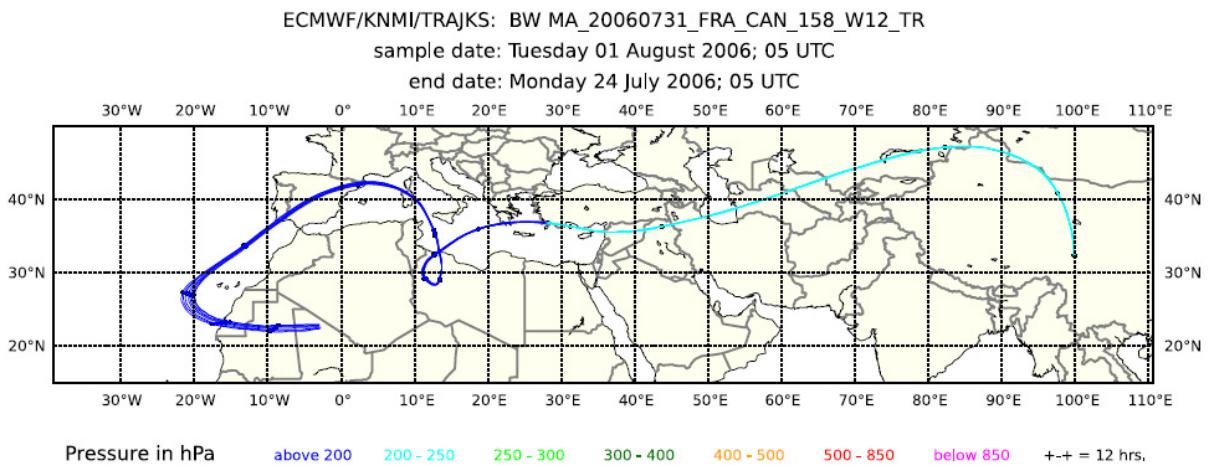 ECMWF/KNMI/TRAJKS: BW MA_20060731_FRA_CAN_158_W12_TR
sample date: Tuesday 01 August 2006; 05 UTC
end date: Monday 24 July 2006; 05 UTC
30°W 20°W 10°W 0° 10°E 20°E 30°E 40°E 50°E 60°E 70°E 80°E 90°E 100°E 110°E
40°N 40°N
30°N 30°N
20°N 20°N
30°W 20°W 10°W 0° 10°E 20°E 30°E 40°E 50°E 60°E 70°E 80°E 90°E 100°E 110°E
Pressure in hPa above 200 200 - 250 250 - 300 300 - 400 400 - 500 500 - 850 below 850 +-+ = 12 hrs,